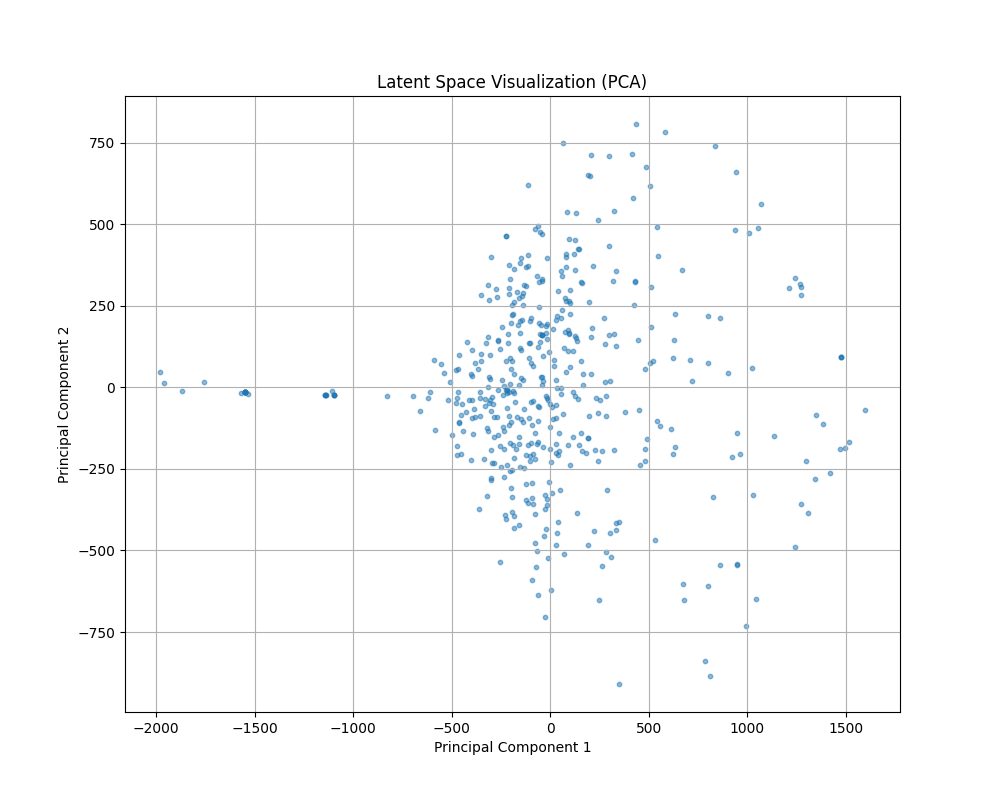 Latent Space Visualization (PCA)
Principal Component 2
750
500
250
0
−250
−500
−750
−2000 −1500 −1000 −500 0 500 1000 1500
Principal Component 1